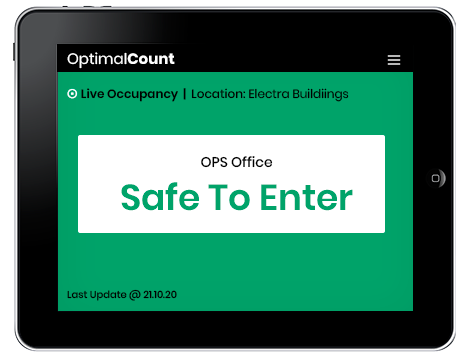 OptimalCount
Live Occupancy | Location: Electra Buildiings
OPS Office
Safe To Enter
Last Update @ 21.10.20